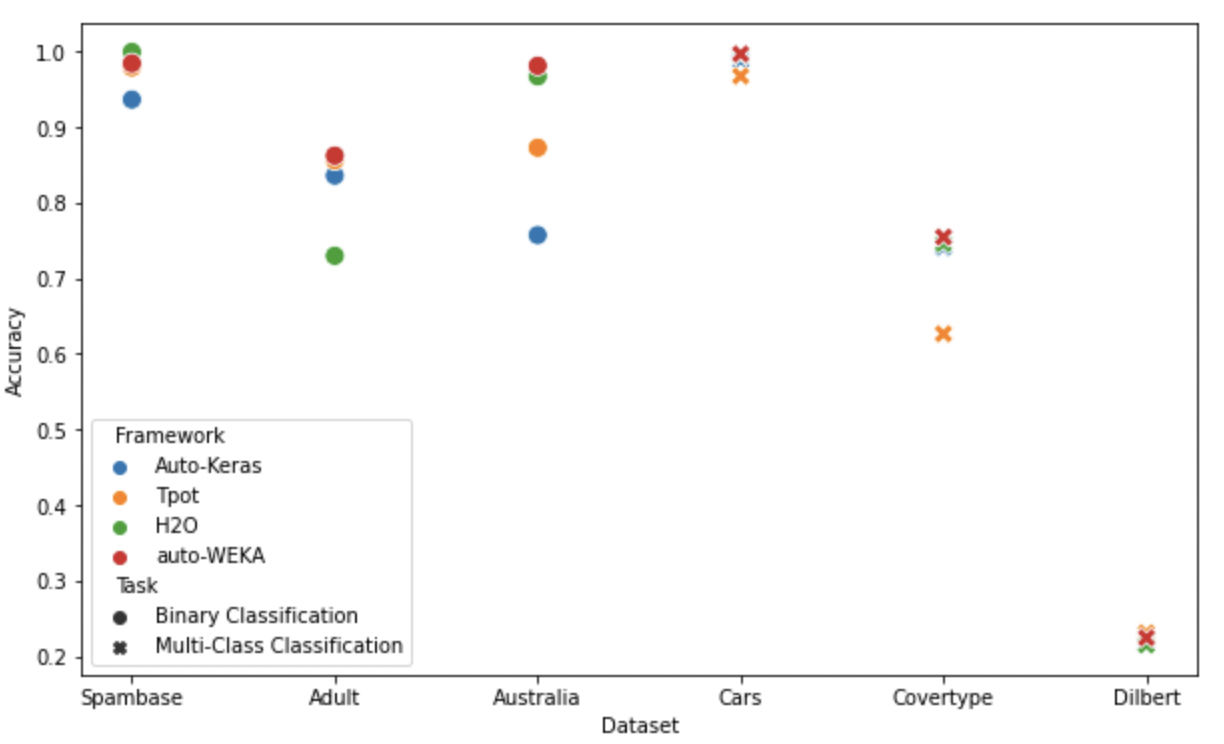 1.0
0.9
0.8
0.7
0.6
0.5
0.4
0.3
0.2
Accuracy
Framework
Auto-Keras
Tpot
H2O
auto-WEKA
Task
Binary Classification
Multi-Class Classification
Spambase Adult Australia Cars Covertype Dilbert
Dataset